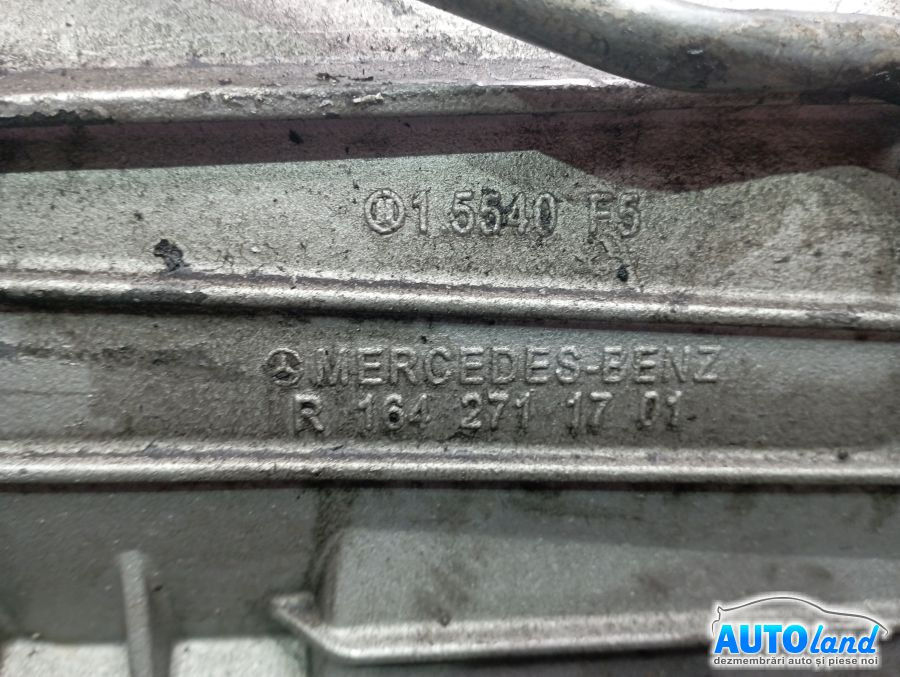 1 5540 F5
MERCEDES-BENZ
R 164 271 17 01
AUTOland
dezmembrări auto și piese noi